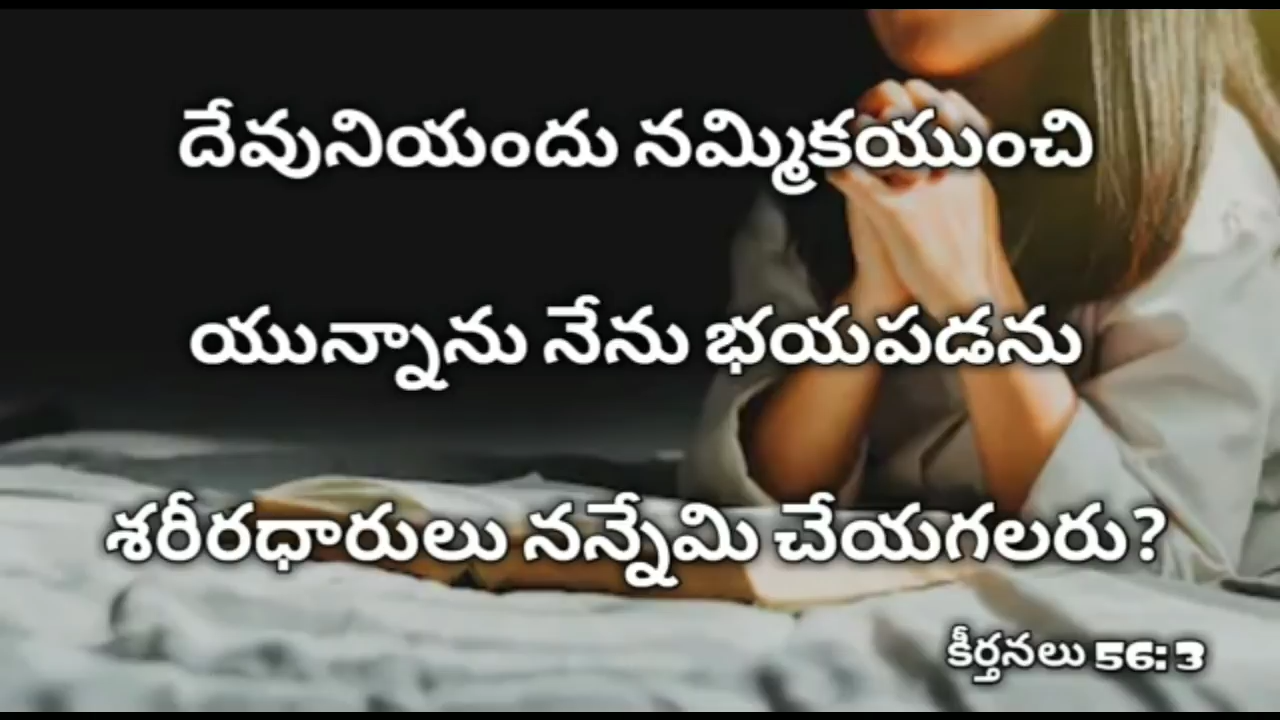 దేవునియందు నమ్మికయుంచి
యున్నాను నేను భయపడను
శరీరధారులు నన్నేమి చేయగలరు?
కీర్తనలు 56: 3